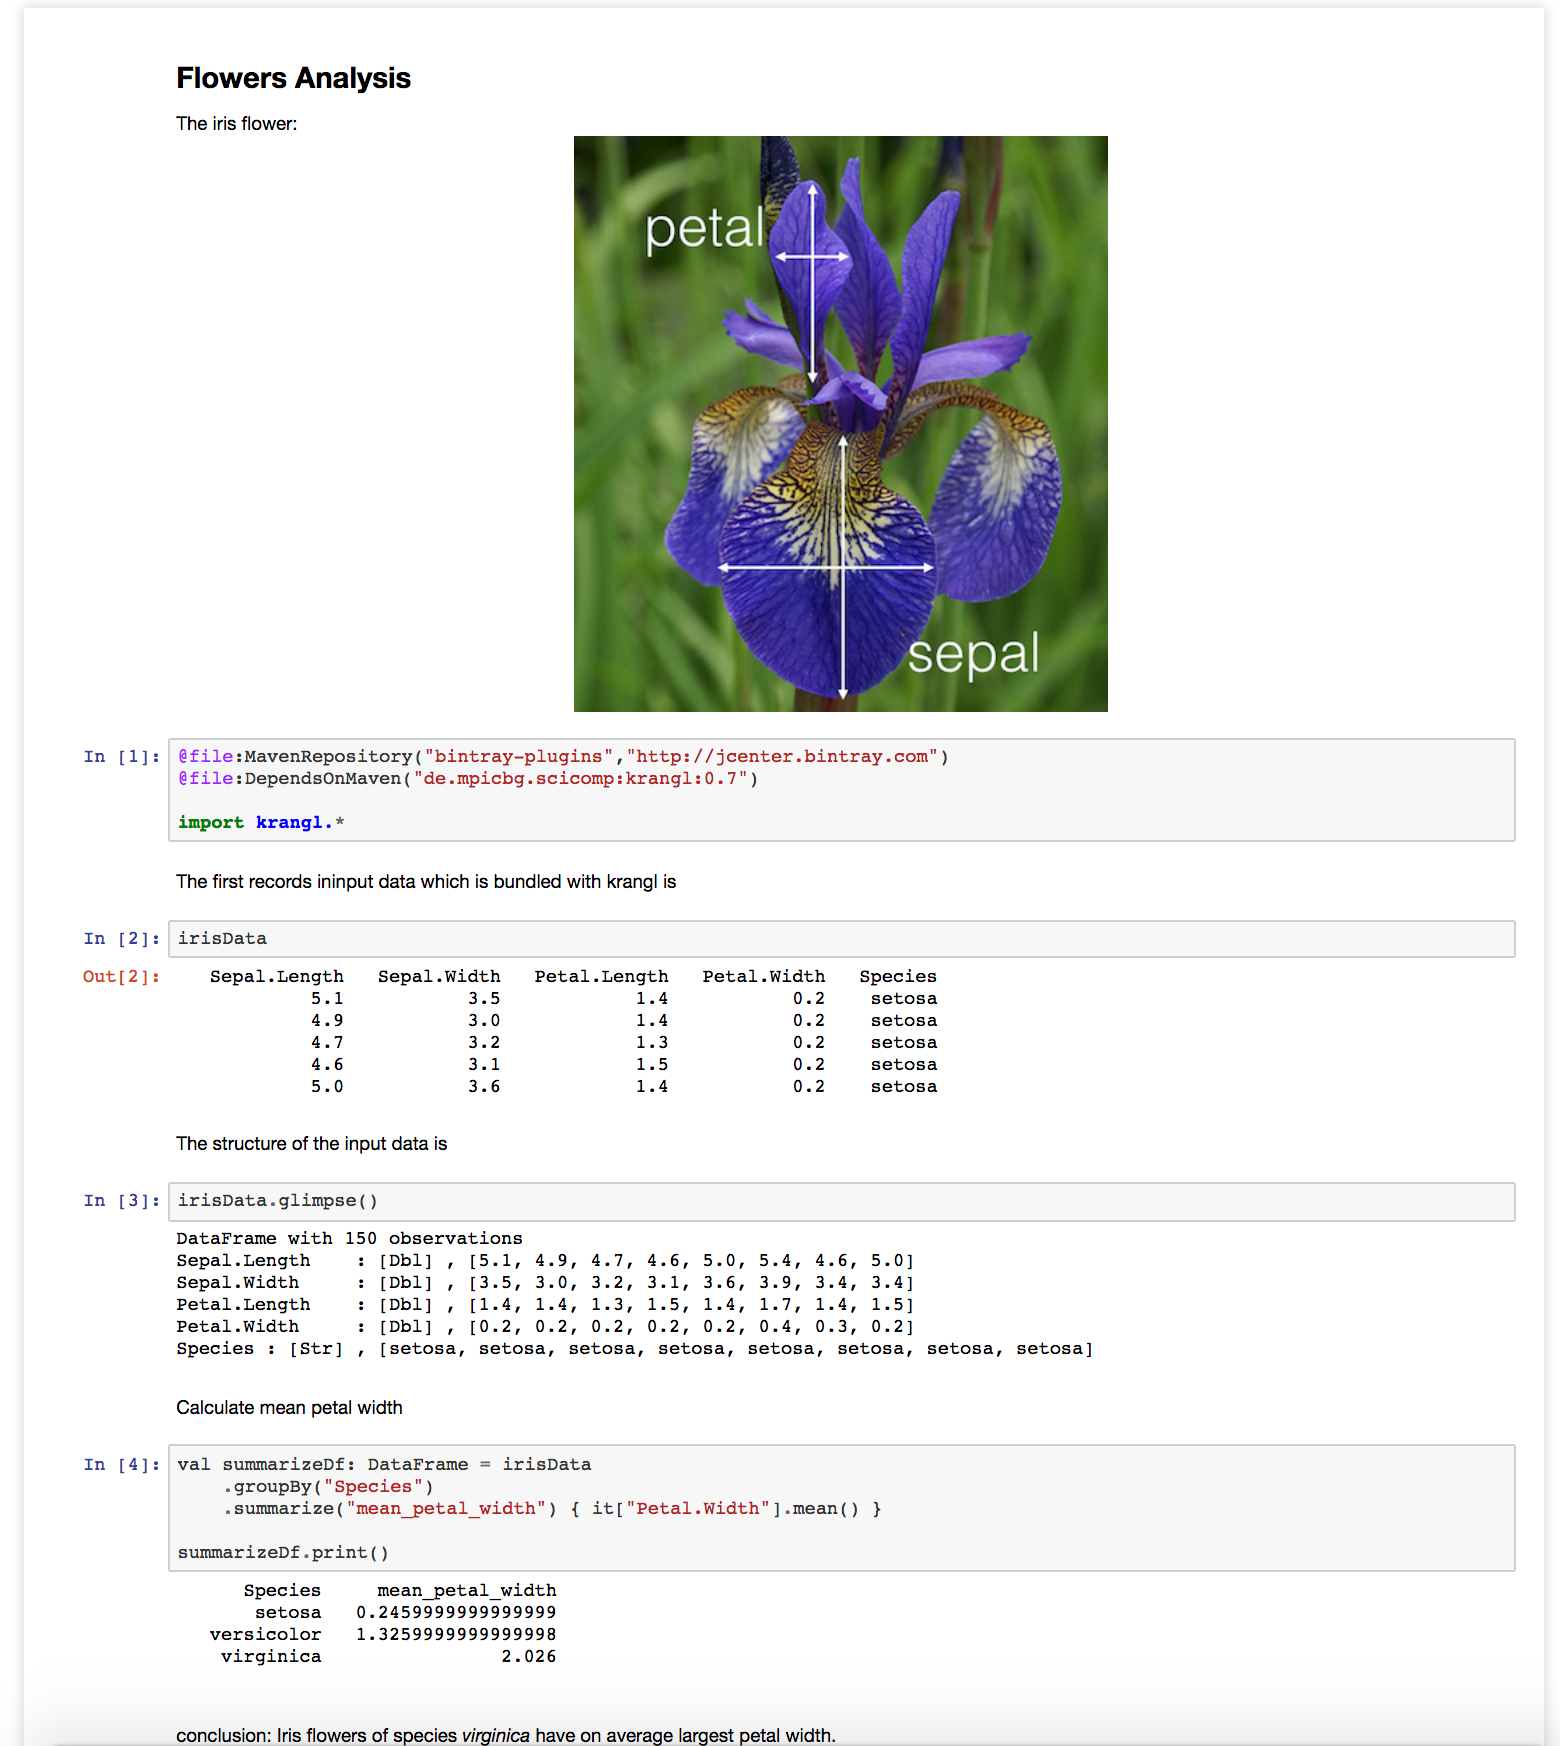 Flowers Analysis
The iris flower:
petal
sepal
In [1]: @file:MavenRepository("bintray-plugins","http://jcenter.bintray.com")
@file:DependsOnMaven("de.mpicbg.scicomp:krangl:0.7")
import krangl.*
The first records ininput data which is bundled with krangl is
In [2]: irisData
Out[2]: Sepal.Length Sepal.Width Petal.Length Petal.Width Species
5.1 3.5 1.4 0.2 setosa
4.9 3.0 1.4 0.2 setosa
4.7 3.2 1.3 0.2 setosa
4.6 3.1 1.5 0.2 setosa
5.0 3.6 1.4 0.2 setosa
The structure of the input data is
In [3]: irisData.glimpse()
DataFrame with 150 observations
Sepal.Length : [Dbl] , [5.1, 4.9, 4.7, 4.6, 5.0, 5.4, 4.6, 5.0]
Sepal.Width : [Dbl] , [3.5, 3.0, 3.2, 3.1, 3.6, 3.9, 3.4, 3.4]
Petal.Length : [Dbl] , [1.4, 1.4, 1.3, 1.5, 1.4, 1.7, 1.4, 1.5]
Petal.Width : [Dbl] , [0.2, 0.2, 0.2, 0.2, 0.2, 0.4, 0.3, 0.2]
Species : [Str] , [setosa, setosa, setosa, setosa, setosa, setosa, setosa, setosa]
Calculate mean petal width
In [4]: val summarizeDf: DataFrame = irisData
.groupBy("Species")
.summarize("mean_petal_width") { it["Petal.Width"].mean() }
summarizeDf.print()
Species mean_petal_width
setosa 0.2459999999999999
versicolor 1.3259999999999998
virginica 2.026
conclusion: Iris flowers of species virginica have on average largest petal width.